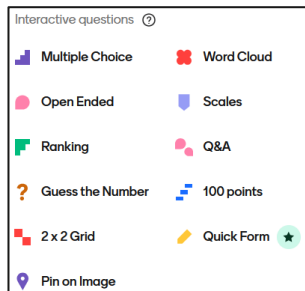 Interactive questions ?
Multiple Choice
Word Cloud
Open Ended
Scales
Ranking
Q&A
? Guess the Number
100 points
2 x 2 Grid
Quick Form
Pin on Image